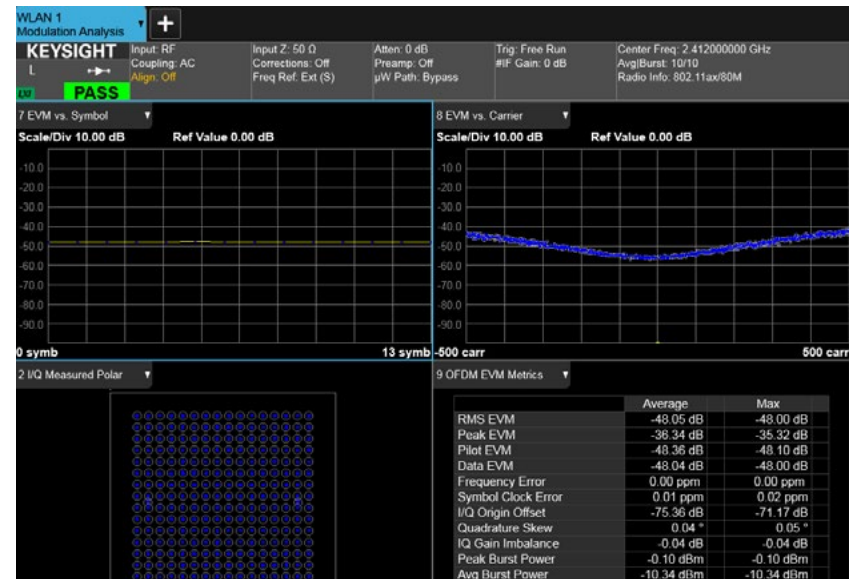 WLAN 1
Modulation Analysis
KEYSIGHT
L
PASS
Input: RF
Coupling: AC
Align: Off
Input Z: 50 Ω
Corrections: Off
Freq Ref: Ext (S)
Atten: 0 dB
Preamp: Off
µW Path: Bypass
Trig: Free Run
#IF Gain: 0 dB
Center Freq: 2.412000000 GHz
Avg|Burst: 10/10
Radio Info: 802.11ax/80M
7 EVM vs. Symbol
Scale/Div 10.00 dB Ref Value 0.00 dB
-10.0
-20.0
-30.0
-40.0
-50.0
-60.0
-70.0
-80.0
-90.0
0 symb 13 symb
8 EVM vs. Carrier
Scale/Div 10.00 dB Ref Value 0.00 dB
-10.0
-20.0
-30.0
-40.0
-50.0
-60.0
-70.0
-80.0
-90.0
-500 carr 500 carr
2 I/Q Measured Polar
9 OFDM EVM Metrics
Average Max
RMS EVM -48.05 dB -48.00 dB
Peak EVM -36.34 dB -35.32 dB
Pilot EVM -48.36 dB -48.10 dB
Data EVM -48.04 dB -48.00 dB
Frequency Error 0.00 ppm 0.00 ppm
Symbol Clock Error 0.01 ppm 0.02 ppm
I/Q Origin Offset -75.36 dB -71.17 dB
Quadrature Skew 0.04 ° 0.05 °
IQ Gain Imbalance -0.04 dB -0.04 dB
Peak Burst Power -0.10 dBm -0.10 dBm
Avg Burst Power -10.34 dBm -10.34 dBm